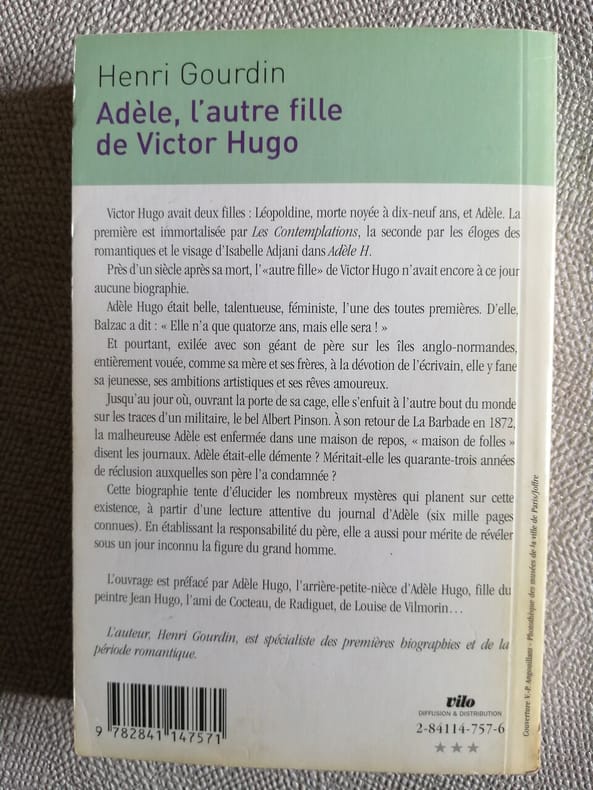 Henri Gourdin
Adèle, l'autre fille
de Victor Hugo
Victor Hugo avait deux filles : Léopoldine, morte noyée à dix-neuf ans, et Adèle. La
première est immortalisée par Les Contemplations, la seconde par les éloges des
romantiques et le visage d'Isabelle Adjani dans Adèle H.
Près d'un siècle après sa mort, l'«autre fille» de Victor Hugo n'avait encore à ce jour
aucune biographie.
Adèle Hugo était belle, talentueuse, féministe, l'une des toutes premières. D'elle,
Balzac a dit : « Elle n'a que quatorze ans, mais elle sera ! »
Et pourtant, exilée avec son géant de père sur les îles anglo-normandes,
entièrement vouée, comme sa mère et ses frères, à la dévotion de l'écrivain, elle y fane
sa jeunesse, ses ambitions artistiques et ses rêves amoureux.
Jusqu'au jour où, ouvrant la porte de sa cage, elle s'enfuit à l'autre bout du monde
sur les traces d'un militaire, le bel Albert Pinson. À son retour de La Barbade en 1872,
la malheureuse Adèle est enfermée dans une maison de repos, « maison de folles »
disent les journaux. Adèle était-elle démente ? Méritait-elle les quarante-trois années
de réclusion auxquelles son père l'a condamnée ?
Cette biographie tente d'élucider les nombreux mystères qui planent sur cette
existence, à partir d'une lecture attentive du journal d'Adèle (six mille pages
connues). En établissant la responsabilité du père, elle a aussi pour mérite de révéler
sous un jour inconnu la figure du grand homme.
L'ouvrage est préfacé par Adèle Hugo, l'arrière-petite-nièce d'Adèle Hugo, fille du
peintre Jean Hugo, l'ami de Cocteau, de Radiguet, de Louise de Vilmorin…
L'auteur, Henri Gourdin, est spécialiste des premières biographies et de la
période romantique.
9 782841 147571
vilo
DIFFUSION & DISTRIBUTION
2-84114-757-6
★★★
Couverture V.-P. Angouillant - Photothèque des musées de la ville de Paris/Joffre